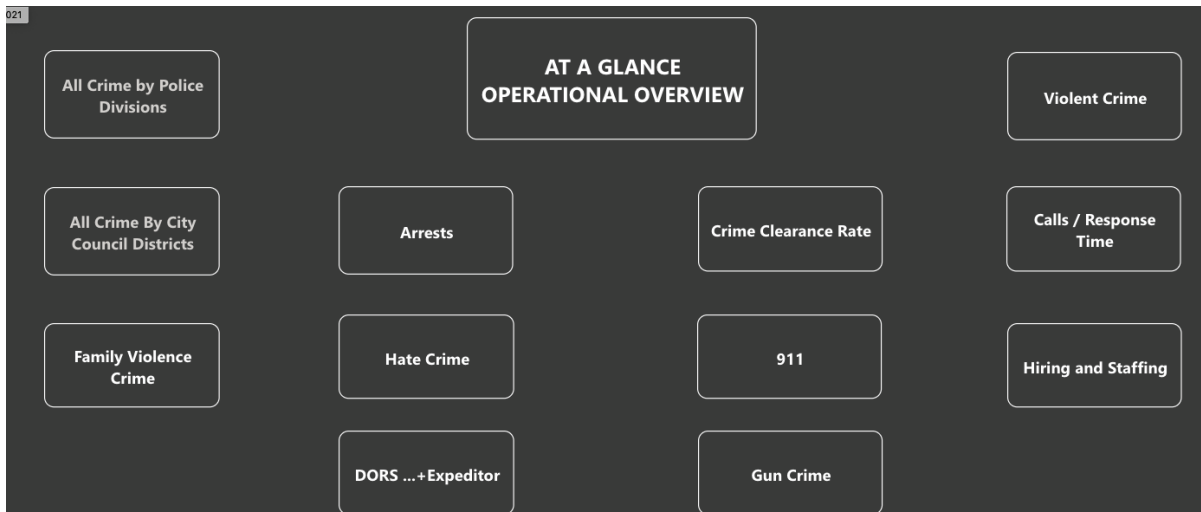 021
AT A GLANCE
OPERATIONAL OVERVIEW
All Crime by Police
Divisions
Violent Crime
All Crime By City
Council Districts
Arrests
Crime Clearance Rate
Calls / Response
Time
Family Violence
Crime
Hate Crime
911
Hiring and Staffing
DORS ...+Expeditor
Gun Crime